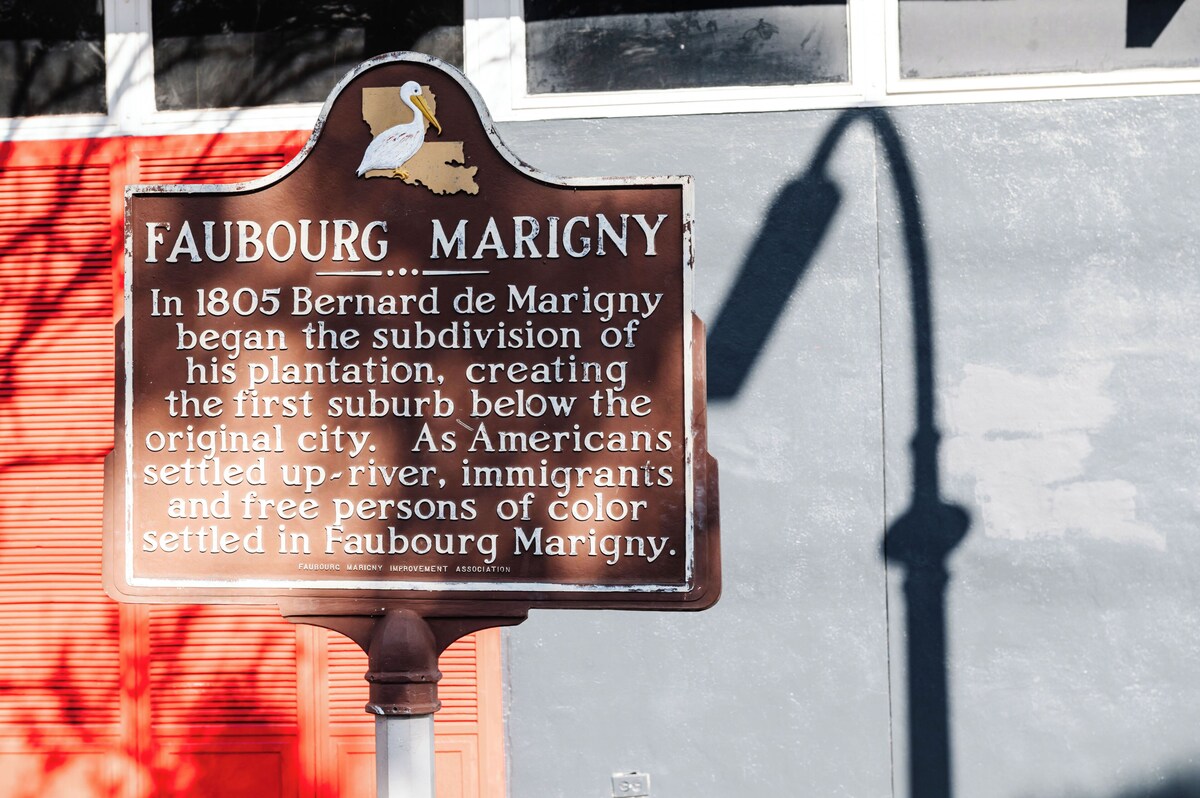 FAUBOURG MARIGNY
In 1805 Bernard de Marigny
began the subdivision of
his plantation, creating
the first suburb below the
original city. As Americans
settled up-river, immigrants
and free persons of color
settled in Faubourg Marigny.
FAUBOURG MARIGNY IMPROVEMENT ASSOCIATION